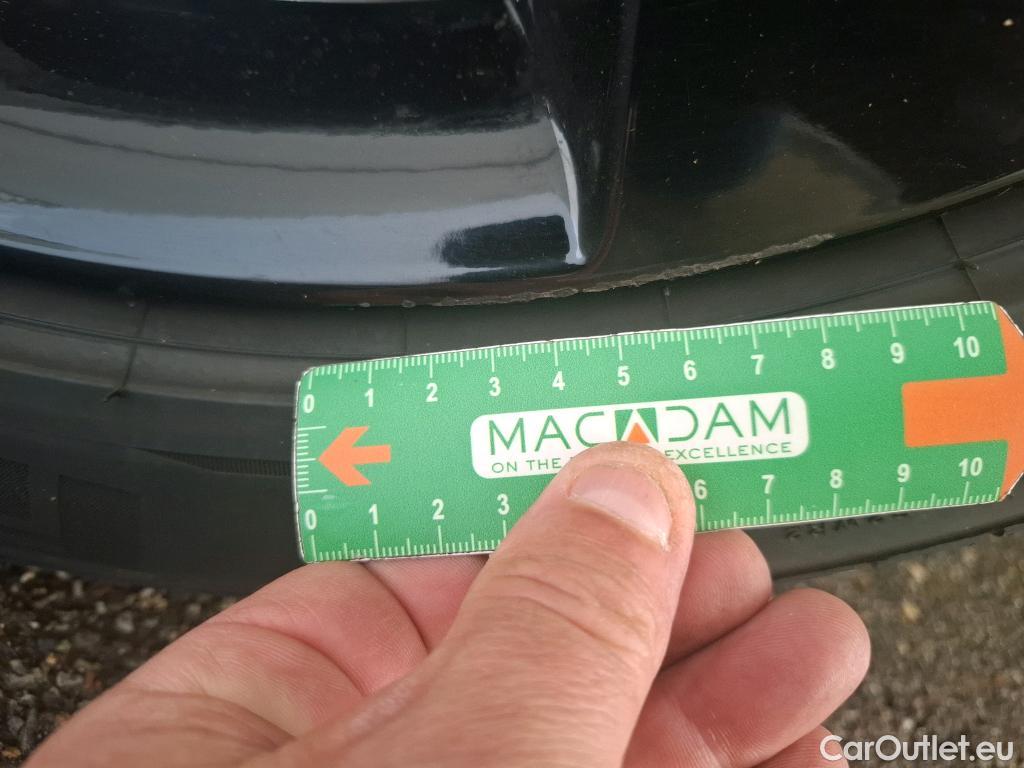 0 1 2 3 4 5 6 7 8 9 10
MACADAM
ON THE EXCELLENCE
0 1 2 3 6 7 8 9 10
CarOutlet.eu